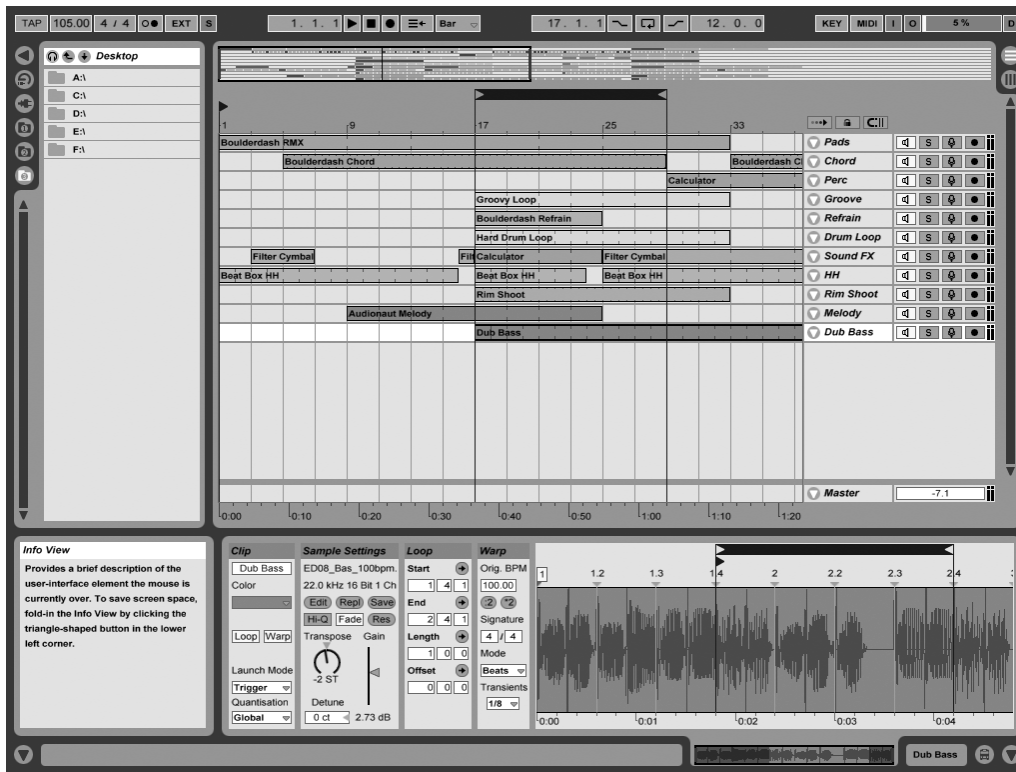 TAP 105.00 4 / 4 EXT S 1. 1. 1 Bar 17. 1. 1 12. 0. 0 KEY MIDI I O 5 % D
Desktop
A:\
C:\
D:\
E:\
F:\
1 9 17 25 33
Boulderdash RMX Pads S
Boulderdash Chord Boulderdash C Chord S
Calculator Perc S
Groovy Loop Groove S
Boulderdash Refrain Refrain S
Hard Drum Loop Drum Loop S
Filter Cymbal Filt Calculator Filter Cymbal Sound FX S
Beat Box HH Beat Box HH Beat Box HH HH S
Rim Shoot Rim Shoot S
Audionaut Melody Melody S
Dub Bass Dub Bass S
Master -7.1
0:00 0:10 0:20 0:30 0:40 0:50 1:00 1:10 1:20
Info View
Provides a brief description of the
user-interface element the mouse is
currently over. To save screen space,
fold-in the Info View by clicking the
triangle-shaped button in the lower
left corner.
Clip
Dub Bass
Color
Loop Warp
Launch Mode
Trigger
Quantisation
Global
Sample Settings
ED08_Bas_100bpm.
22.0 kHz 16 Bit 1 Ch
Edit Repl Save
Hi-Q Fade Res
Transpose Gain
-2 ST
Detune
0 ct 2.73 dB
Loop
Start
1 4 1
End
2 4 1
Length
1 0 0
Offset
0 0 0
Warp
Orig. BPM
100.00
:2 *2
Signature
4 / 4
Mode
Beats
Transients
1/8
1 1.2 1.3 1.4 2 2.2 2.3 2.4
0:00 0:01 0:02 0:03 0:04
Dub Bass